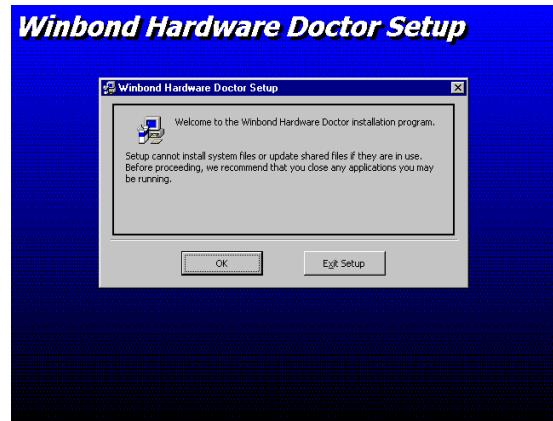 Winbond Hardware Doctor Setup
Winbond Hardware Doctor Setup
Welcome to the Winbond Hardware Doctor installation program.
Setup cannot install system files or update shared files if they are in use.
Before proceeding, we recommend that you close any applications you may
be running.
OK
Exit Setup